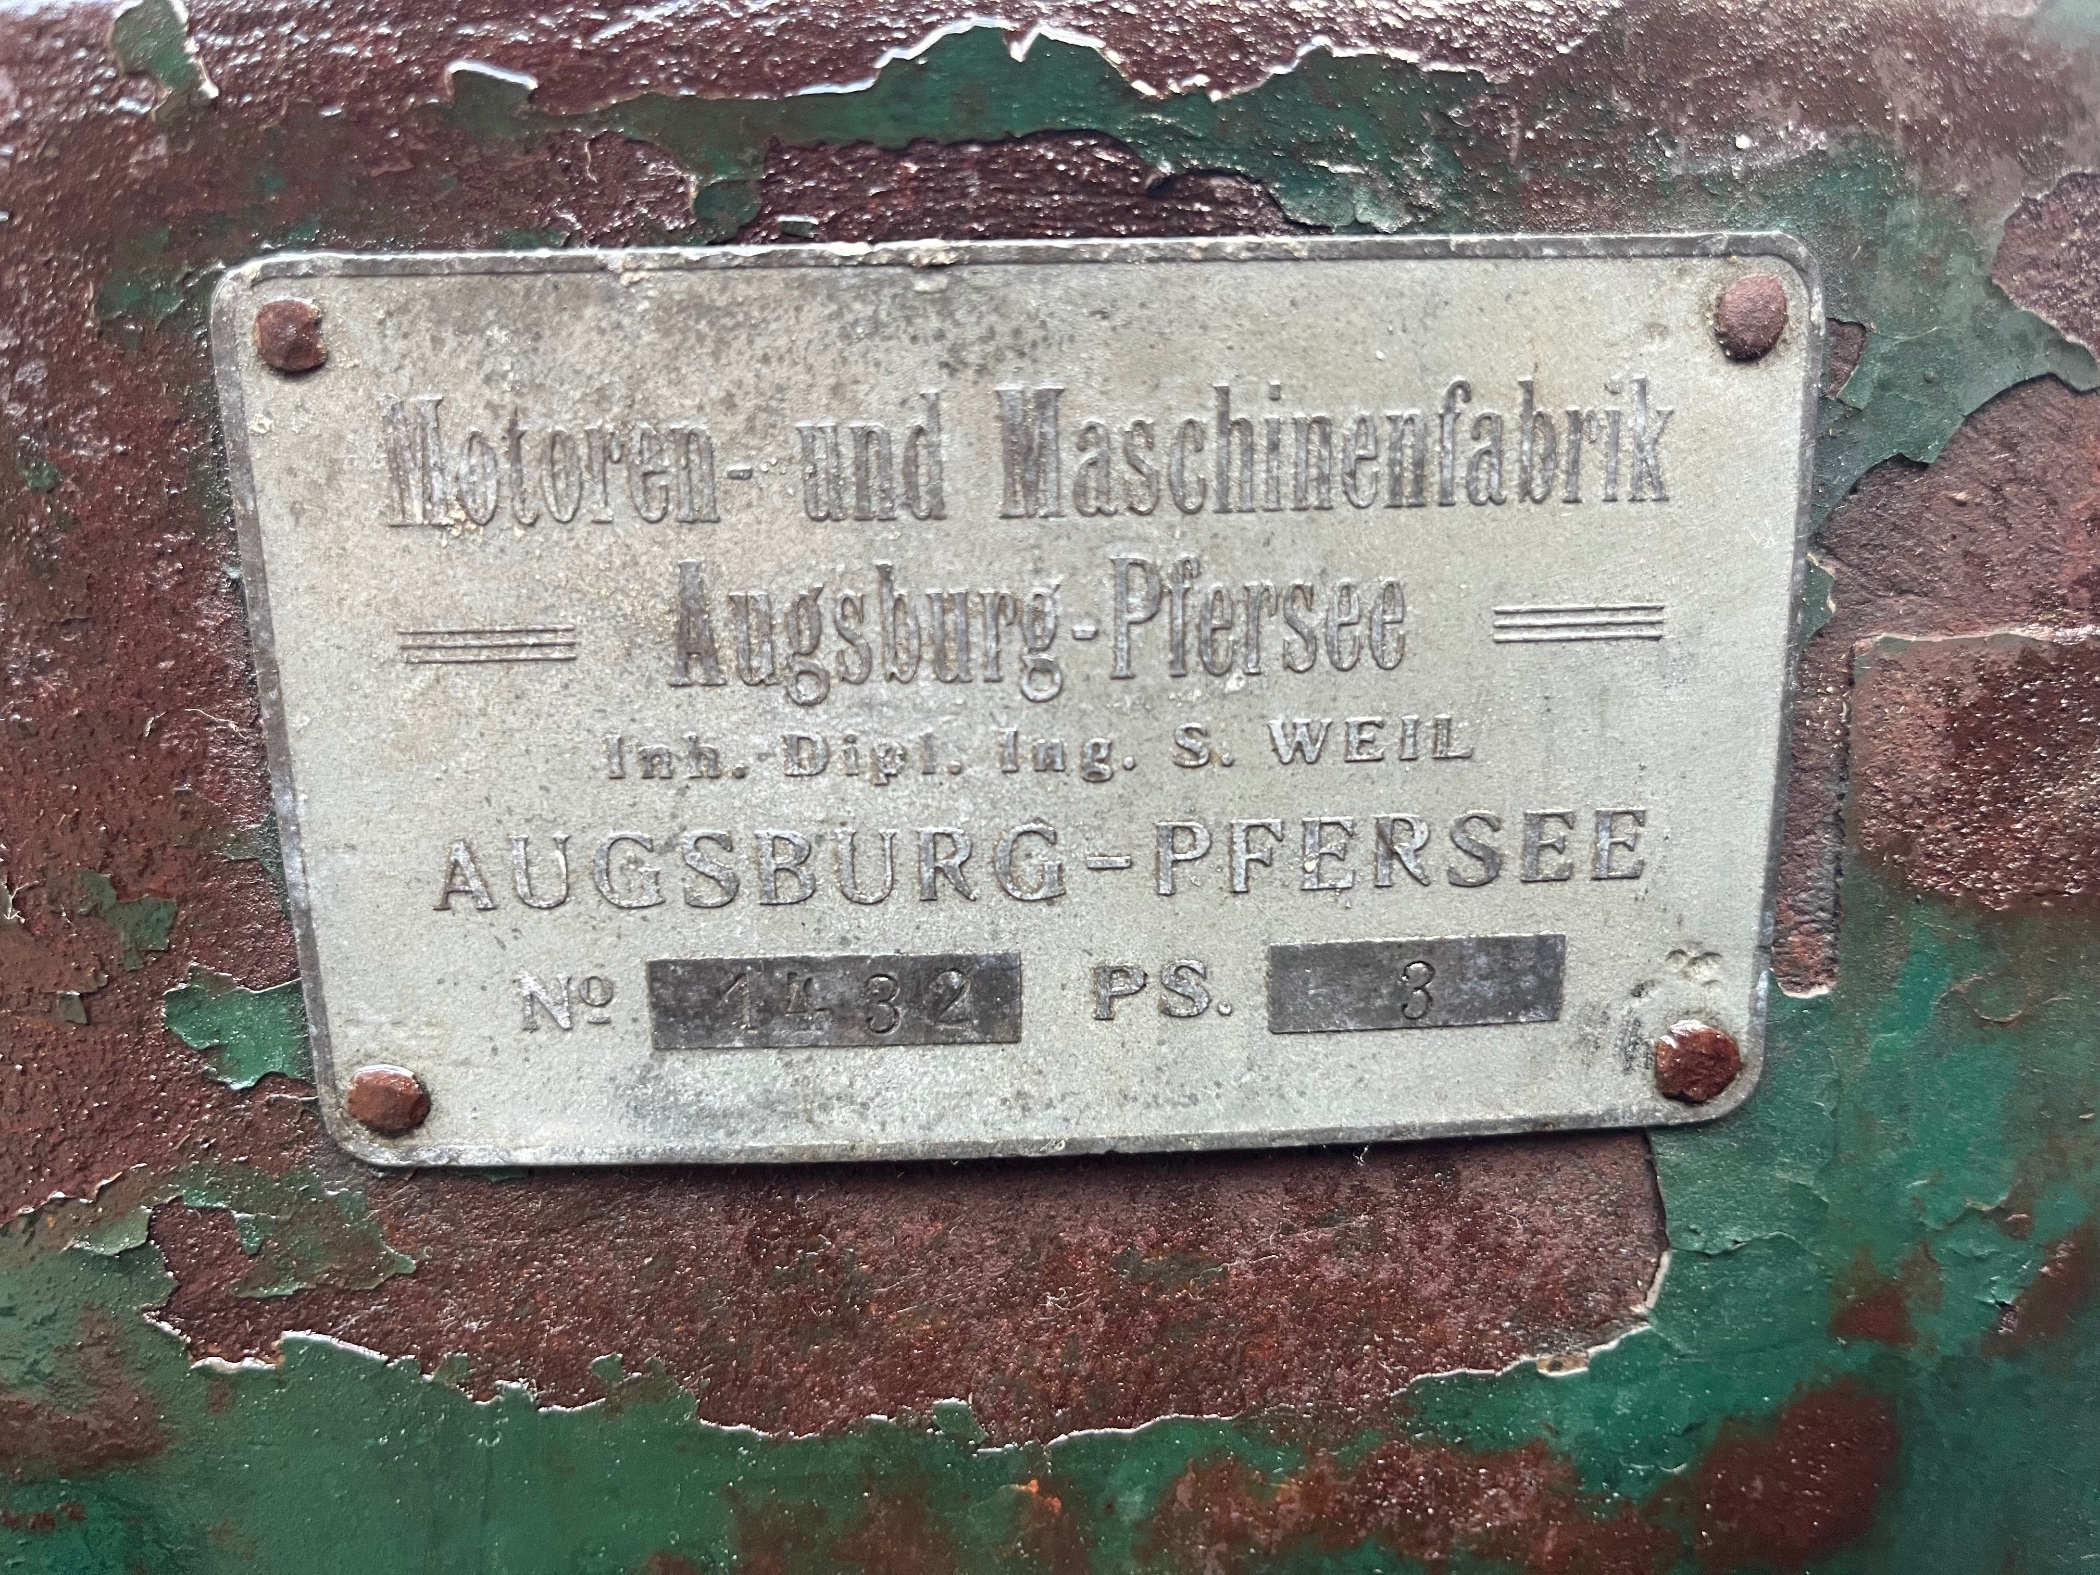 Motoren- und Maschinenfabrik
Augsburg-Pfersee
Inh. Dipl. Ing. S. WEIL
AUGSBURG-PFERSEE
No 1432 PS. 3